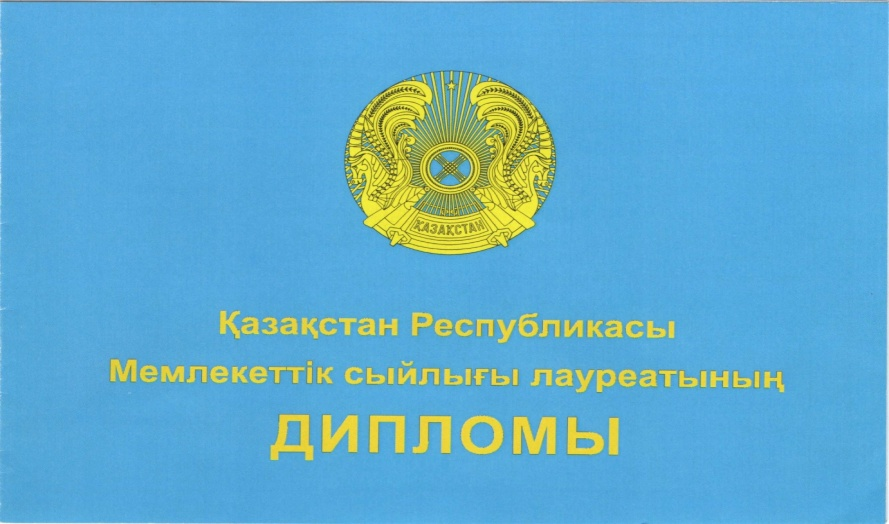 ҚАЗАҚСТАН
Қазақстан Республикасы
Мемлекеттік сыйлығы лауреатының
ДИПЛОМЫ